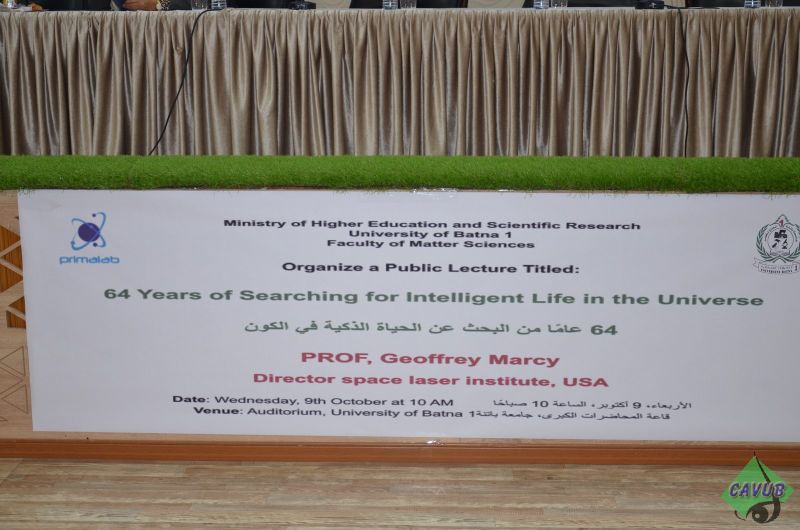 primalab
Ministry of Higher Education and Scientific Research
University of Batna 1
Faculty of Matter Sciences
Organize a Public Lecture Titled:
64 Years of Searching for Intelligent Life in the Universe
64 عامًا من البحث عن الحياة الذكية في الكون
PROF, Geoffrey Marcy
Director space laser institute, USA
Date: Wednesday, 9th October at 10 AM
الأربعاء، 9 أكتوبر، الساعة 10 صباحًا
Venue: Auditorium, University of Batna 1
قاعة المحاضرات الكبرى، جامعة باتنة
CAVUB